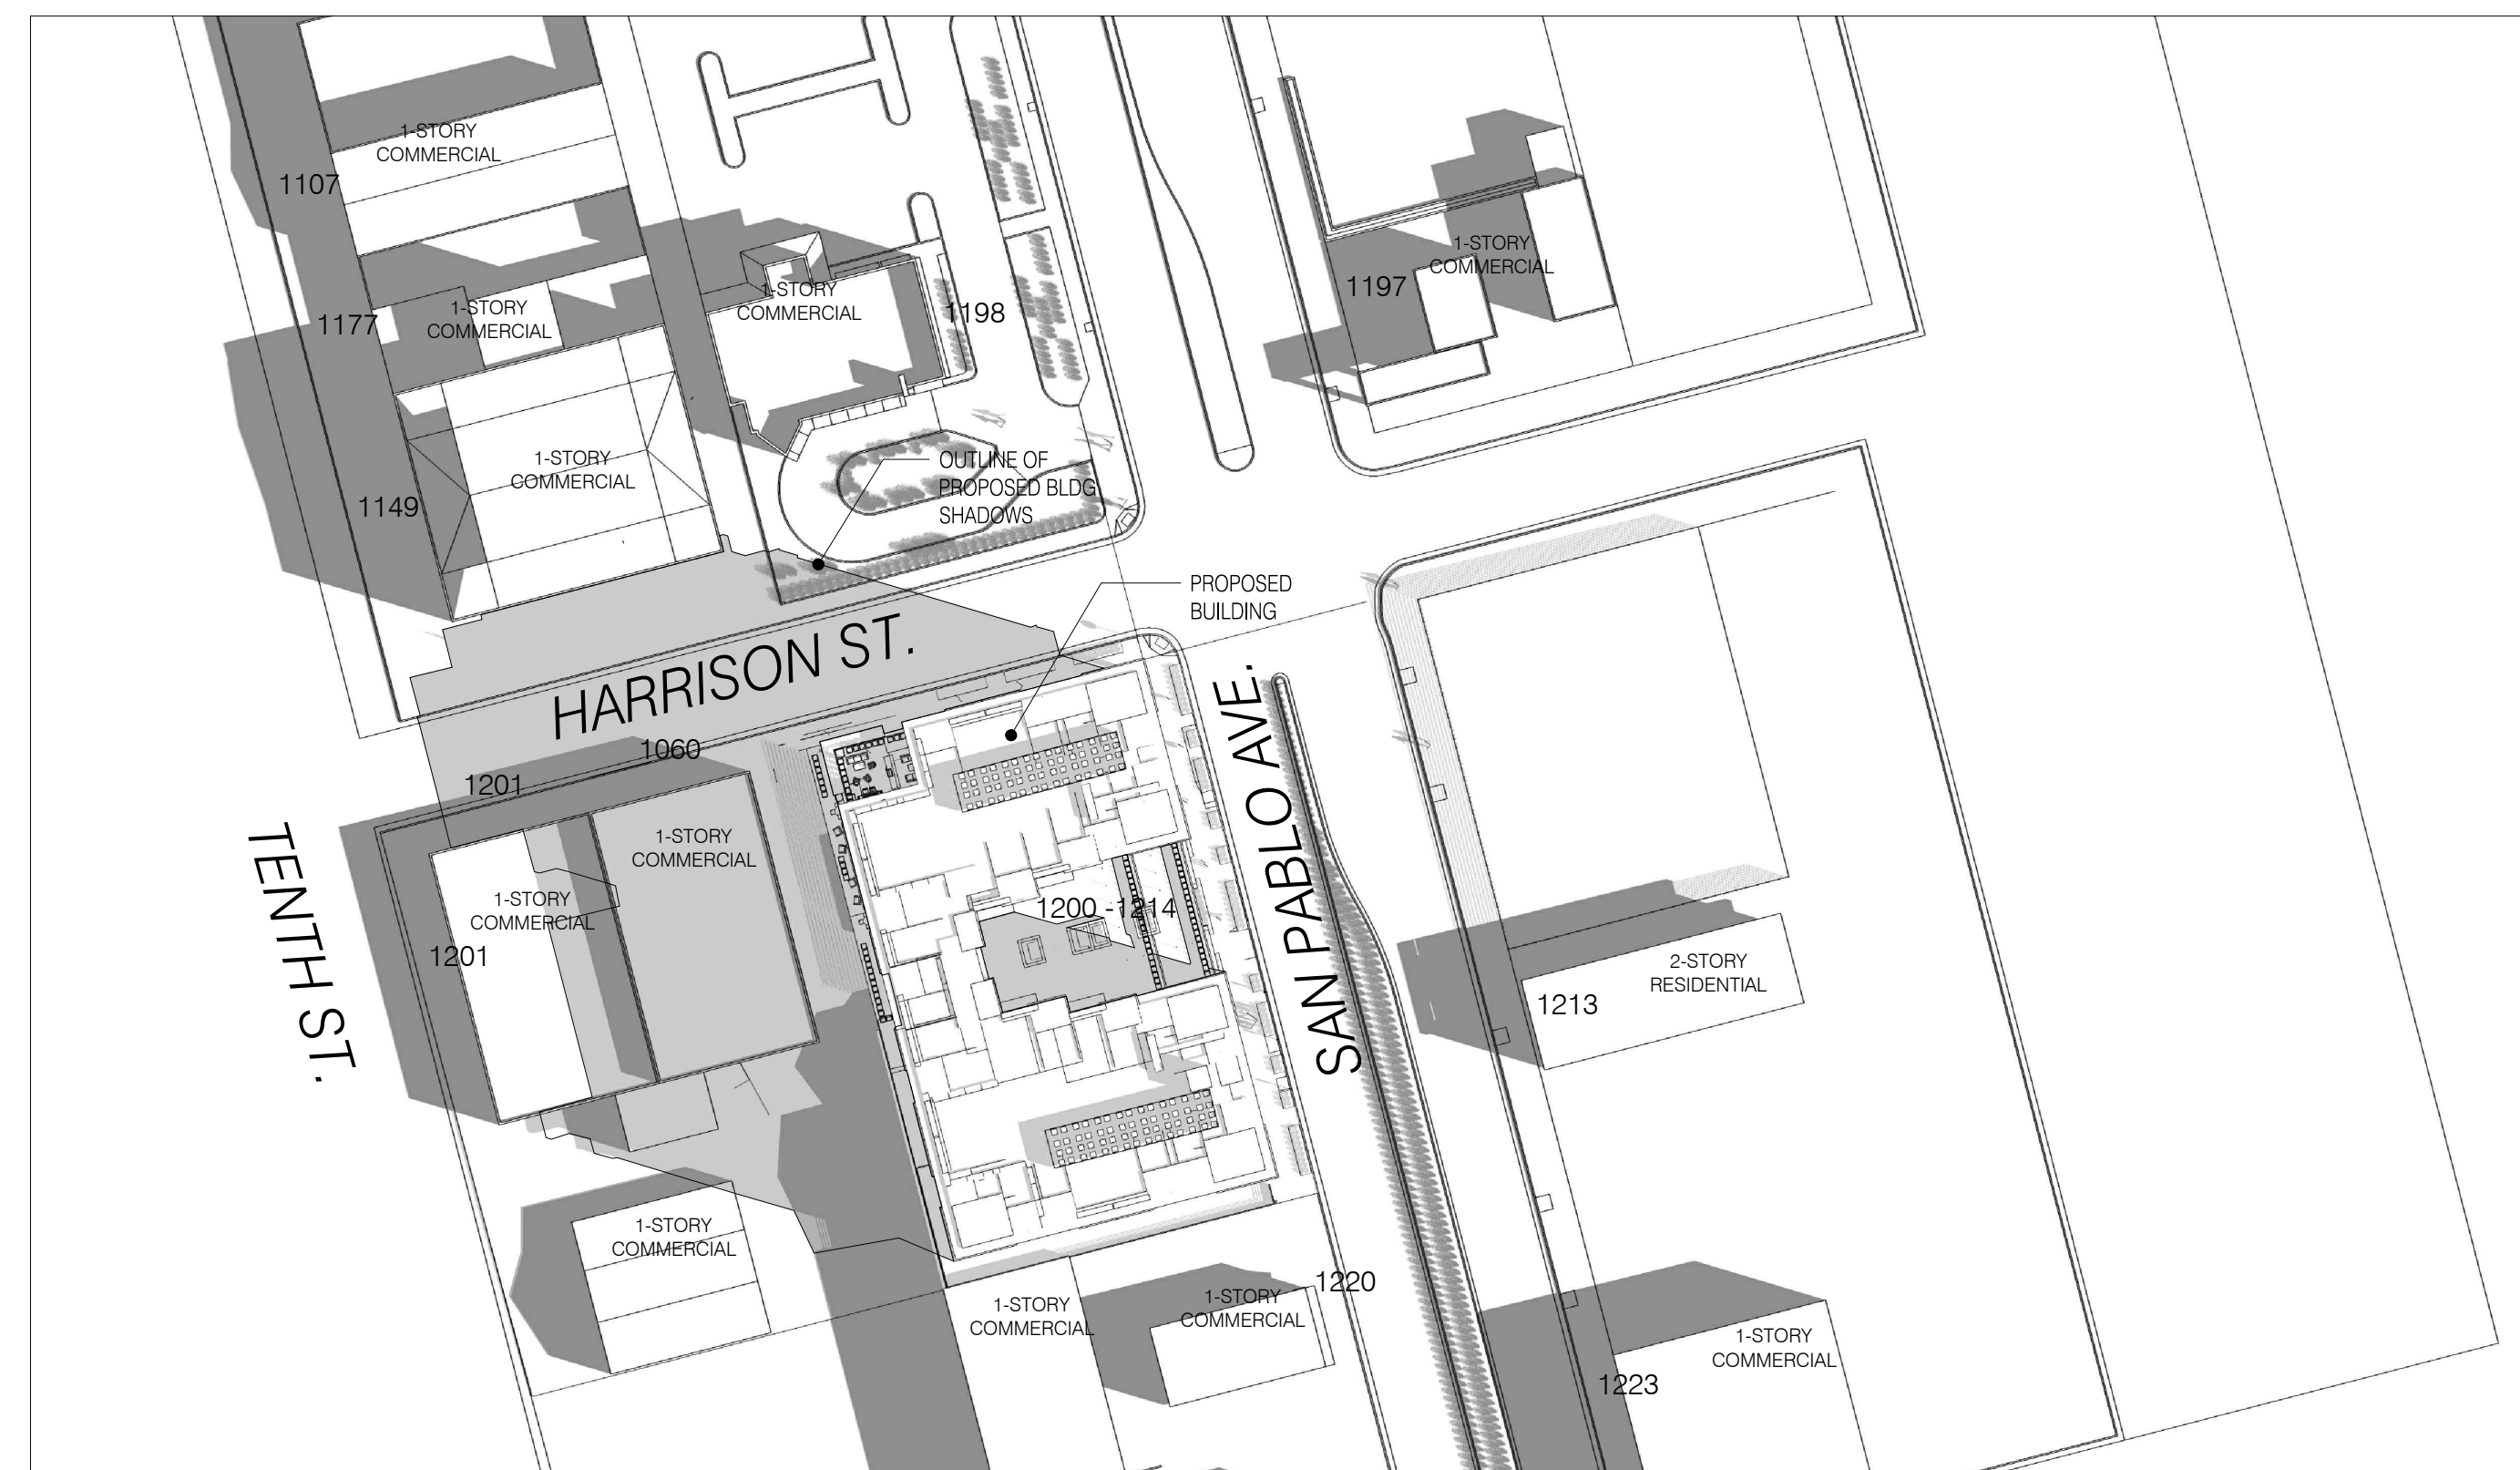 1-STORY
COMMERCIAL
1107
1-STORY
COMMERCIAL
1197
1-STORY
COMMERCIAL
1198
1-STORY
COMMERCIAL
1177
1-STORY
COMMERCIAL
1149
OUTLINE OF
PROPOSED BLDG
SHADOWS
PROPOSED
BUILDING
HARRISON ST.
1060
1201
TENTH ST.
1-STORY
COMMERCIAL
1-STORY
COMMERCIAL
1201
1200 -1214
SAN PABLO AVE.
2-STORY
RESIDENTIAL
1213
1-STORY
COMMERCIAL
1-STORY
COMMERCIAL
1-STORY
COMMERCIAL
1220
1-STORY
COMMERCIAL
1223